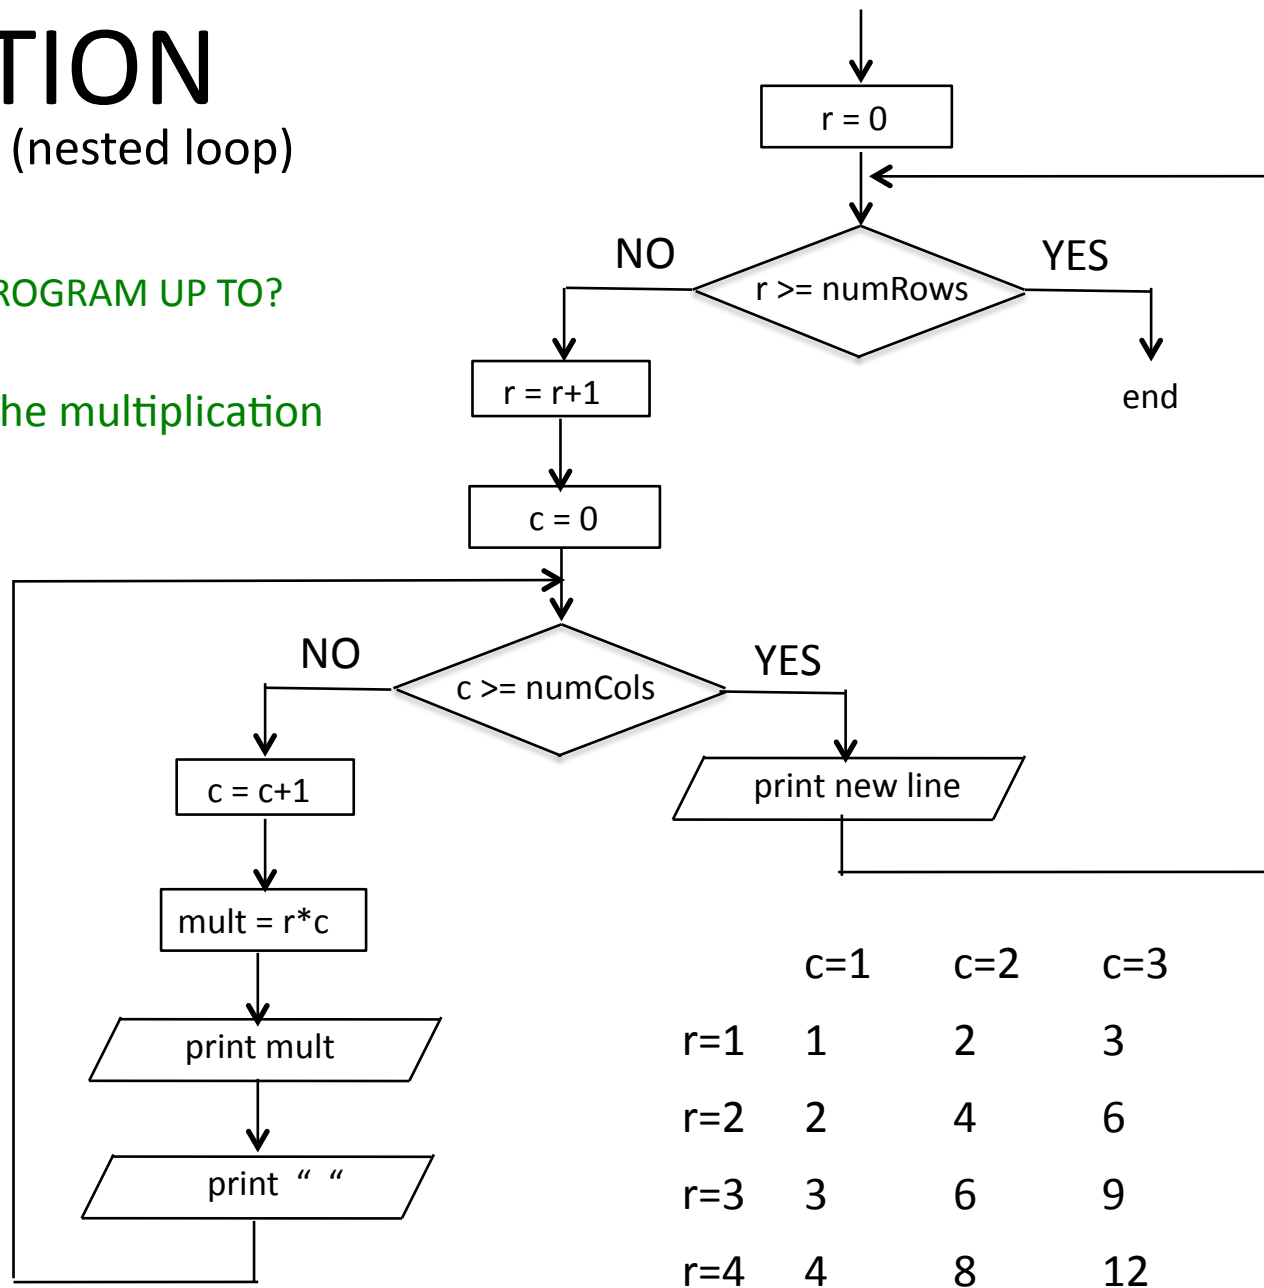 TION
(nested loop)
ROGRAM UP TO?
he multiplication
r = 0
r >= numRows
NO
YES
end
r = r+1
c = 0
c >= numCols
NO
YES
c = c+1
mult = r*c
print mult
print “ “
print new line
c=1 c=2 c=3
r=1 1 2 3
r=2 2 4 6
r=3 3 6 9
r=4 4 8 12